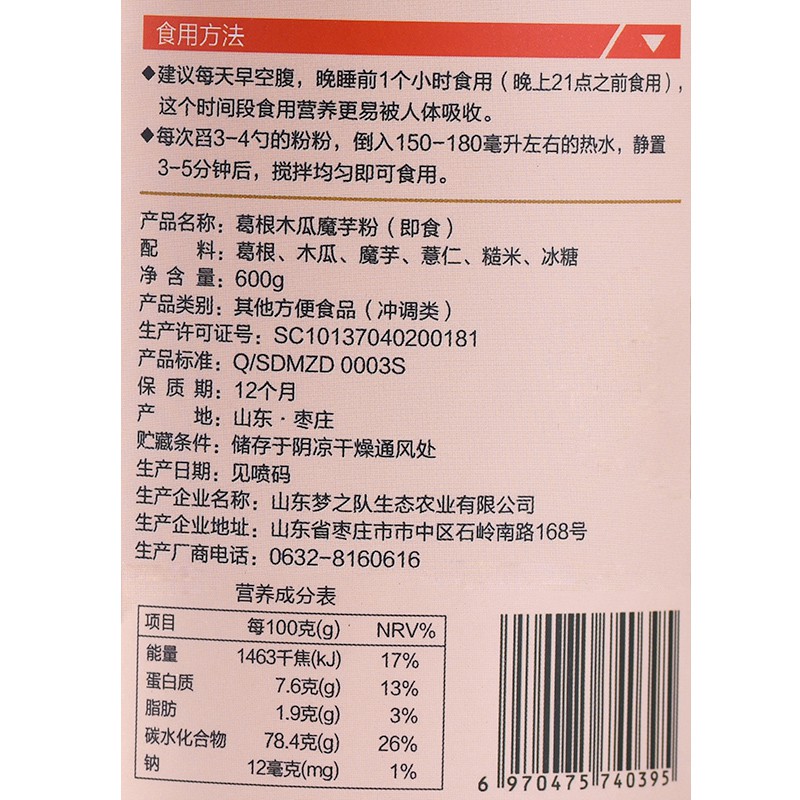 食用方法
◆建议每天早空腹，晚睡前1个小时食用（晚上21点之前食用），
这个时间段食用营养更易被人体吸收。
◆每次舀3-4勺的粉粉，倒入150-180毫升左右的热水，静置
3-5分钟后，搅拌均匀即可食用。
产品名称：葛根木瓜魔芋粉（即食）
配 料：葛根、木瓜、魔芋、薏仁、糙米、冰糖
净 含 量：600g
产品类别：其他方便食品（冲调类）
生产许可证号：SC10137040200181
产品标准：Q/SDMZD 0003S
保 质 期：12个月
产 地：山东·枣庄
贮藏条件：储存于阴凉干燥通风处
生产日期：见喷码
生产企业名称：山东梦之队生态农业有限公司
生产企业地址：山东省枣庄市市中区石岭南路168号
生产厂商电话：0632-8160616
营养成分表
项目 每100克(g) NRV%
能量 1463千焦(kJ) 17%
蛋白质 7.6克(g) 13%
脂肪 1.9克(g) 3%
碳水化合物 78.4克(g) 26%
钠 12毫克(mg) 1%
6 970475 740395